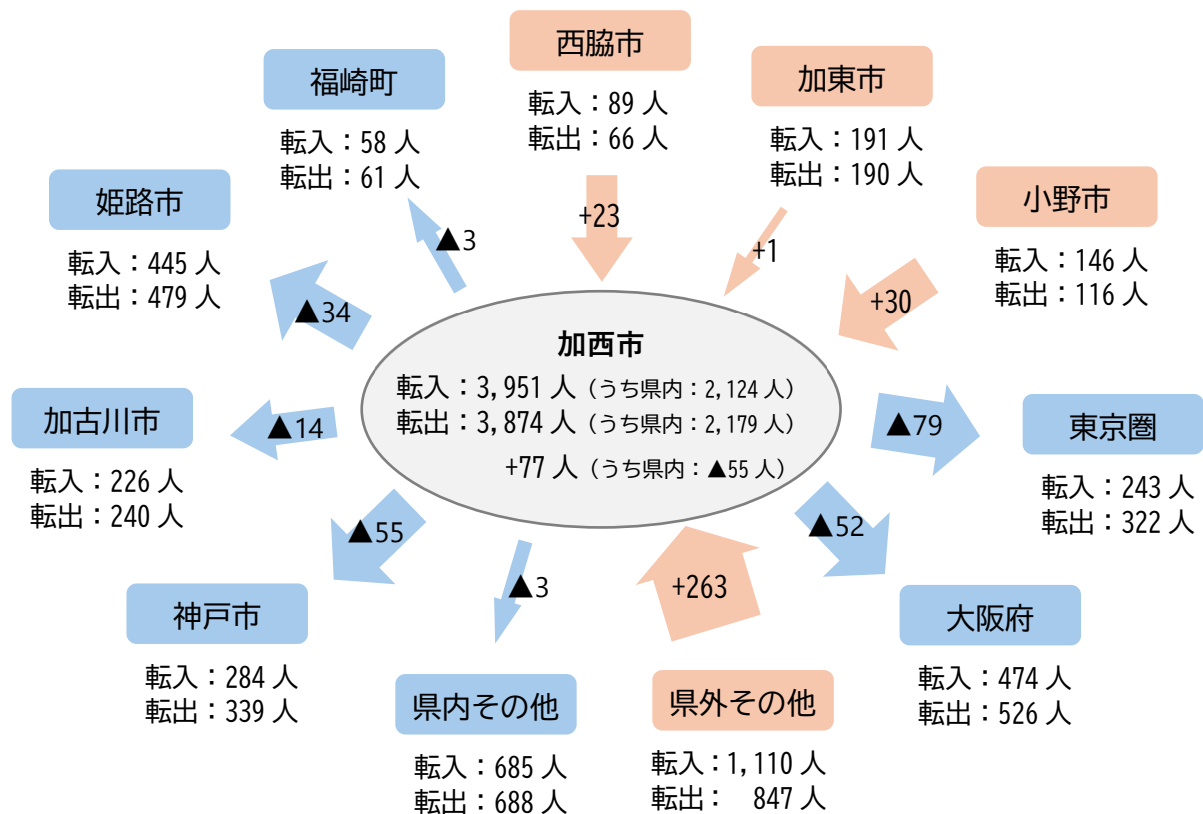 西脇市
転入：89 人
転出：66 人
+23
加東市
転入：191 人
転出：190 人
+1
福崎町
転入：58 人
転出：61 人
▲3
小野市
転入：146 人
転出：116 人
+30
姫路市
転入：445 人
転出：479 人
▲34
加西市
転入：3,951 人（うち県内：2,124 人）
転出：3,874 人（うち県内：2,179 人）
+77 人（うち県内：▲55 人）
加古川市
転入：226 人
転出：240 人
▲14
東京圏
転入：243 人
転出：322 人
▲79
神戸市
転入：284 人
転出：339 人
▲55
大阪府
転入：474 人
転出：526 人
▲52
県内その他
転入：685 人
転出：688 人
▲3
県外その他
転入：1,110 人
転出： 847 人
+263